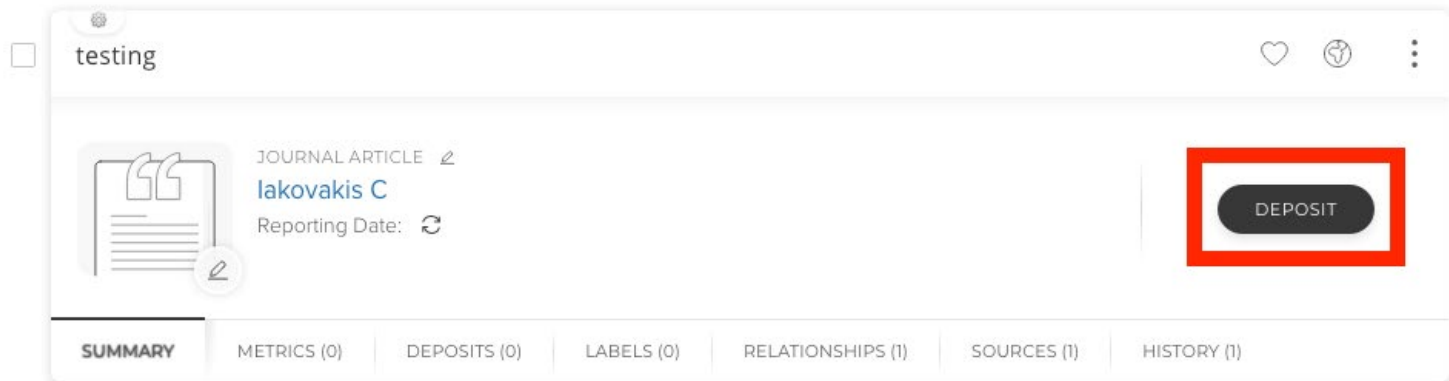 testing
JOURNAL ARTICLE
Iakovakis C
Reporting Date:
DEPOSIT
SUMMARY METRICS (0) DEPOSITS (0) LABELS (0) RELATIONSHIPS (1) SOURCES (1) HISTORY (1)